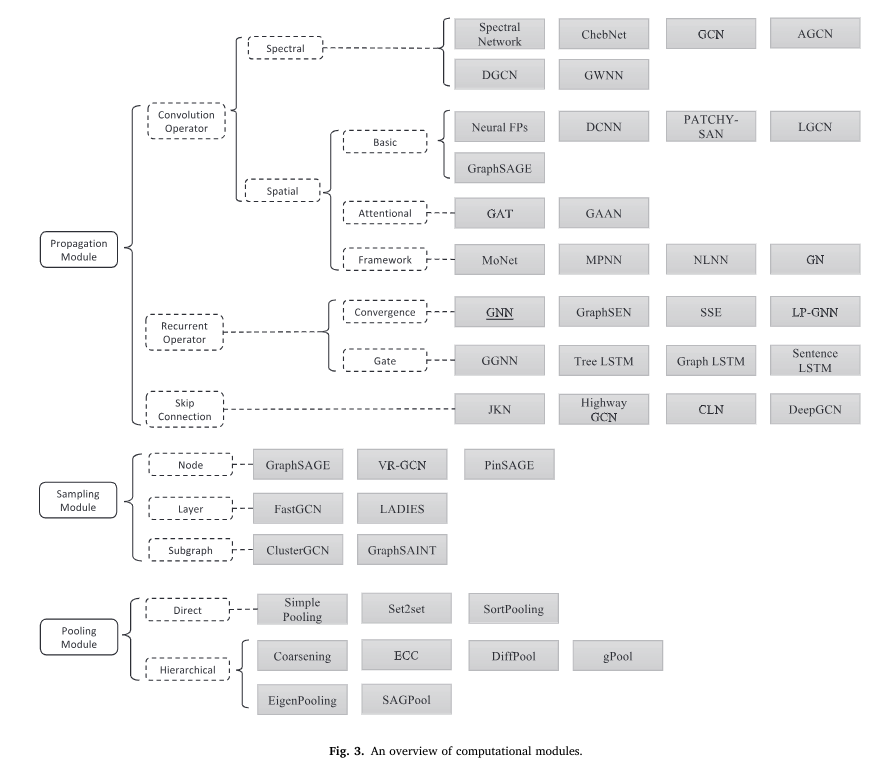 Spectral
Network
ChebNet
GCN
AGCN
Spectral
DGCN
GWNN
Convolution
Operator
Neural FPs
DCNN
PATCHY-
SAN
LGCN
Basic
GraphSAGE
Spatial
Attentional
GAT
GAAN
Propagation
Module
Framework
MoNet
MPNN
NLNN
GN
Convergence
GNN
GraphSEN
SSE
LP-GNN
Recurrent
Operator
Gate
GGNN
Tree LSTM
Graph LSTM
Sentence
LSTM
Skip
Connection
JKN
Highway
GCN
CLN
DeepGCN
Node
GraphSAGE
VR-GCN
PinSAGE
Sampling
Module
Layer
FastGCN
LADIES
Subgraph
ClusterGCN
GraphSAINT
Direct
Simple
Pooling
Set2set
SortPooling
Pooling
Module
Coarsening
ECC
DiffPool
gPool
Hierarchical
EigenPooling
SAGPool
Fig. 3. An overview of computational modules.